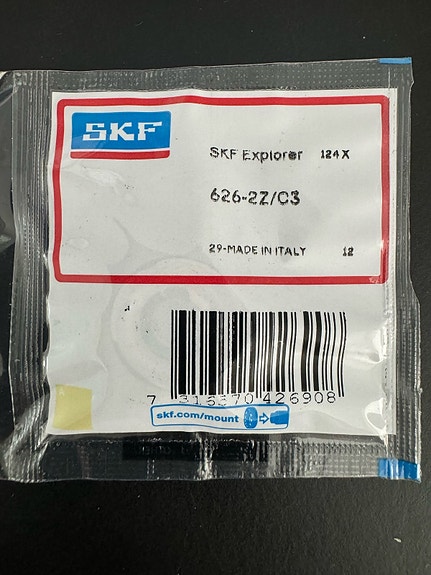 SKF
SKF Explorer 124X
626-2Z/C3
29-MADE IN ITALY 12
7 316570 426908
skf.com/mount